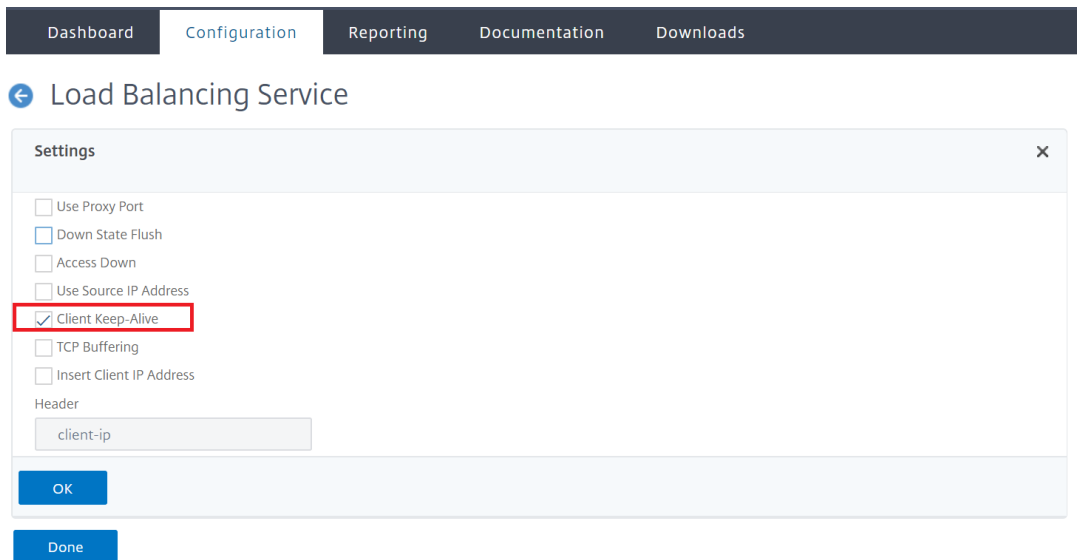 Dashboard Configuration Reporting Documentation Downloads
Load Balancing Service
Settings
Use Proxy Port
Down State Flush
Access Down
Use Source IP Address
Client Keep-Alive
TCP Buffering
Insert Client IP Address
Header
client-ip
OK
Done